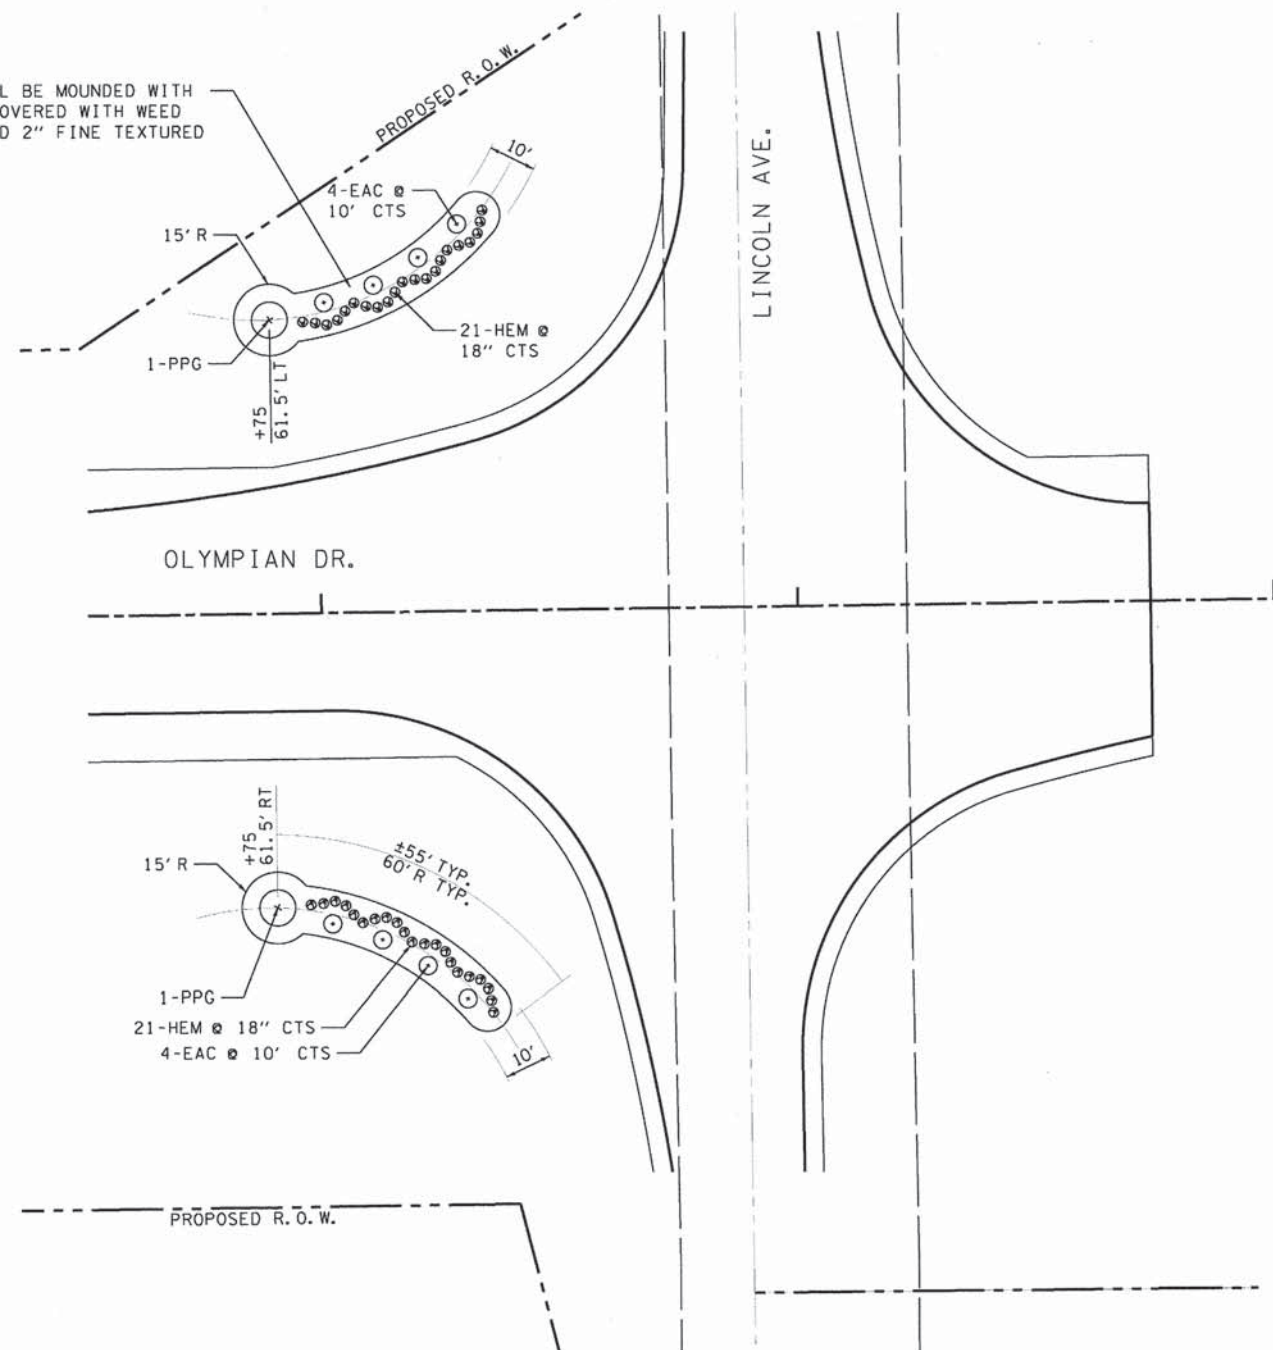 L BE MOUNDED WITH
OVERED WITH WEED
D 2" FINE TEXTURED
PROPOSED R.O.W.
10'
4-EAC @
10' CTS
15' R
21-HEM @
18" CTS
1-PPG
+75
61.5' LT
LINCOLN AVE.
OLYMPIAN DR.
+75
61.5' RT
15' R
±55' TYP.
60' R TYP.
1-PPG
21-HEM @ 18" CTS
4-EAC @ 10' CTS
10'
PROPOSED R.O.W.